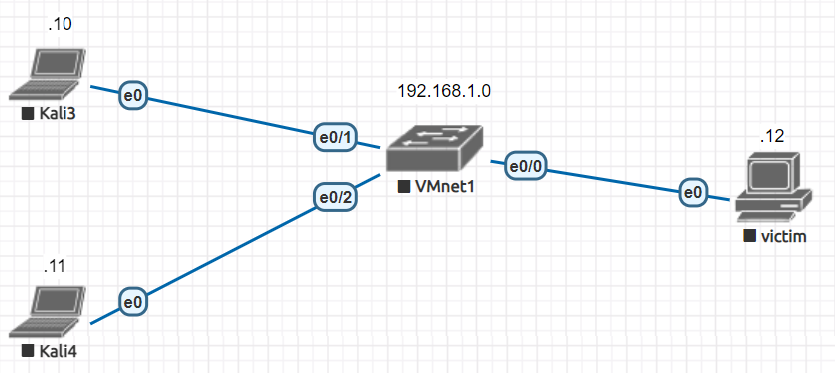 .10
e0
Kali3
192.168.1.0
e0/1
VMnet1
e0/0
.12
e0/2
e0
victim
.11
e0
Kali4